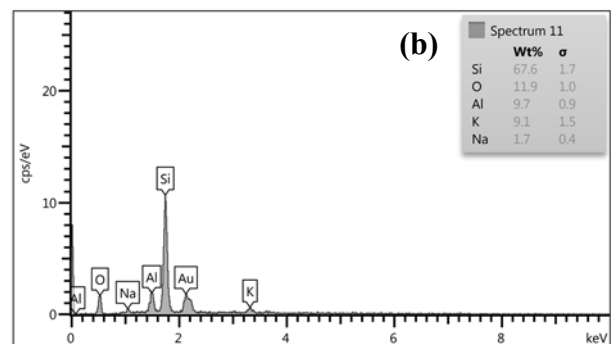 (b)
Spectrum 11
Wt% σ
Si 67.6 1.7
O 11.9 1.0
Al 9.7 0.9
K 9.1 1.5
Na 1.7 0.4
20
cps/eV
10
0
Al O Na Al Si Au K
0 2 4 6 8 keV